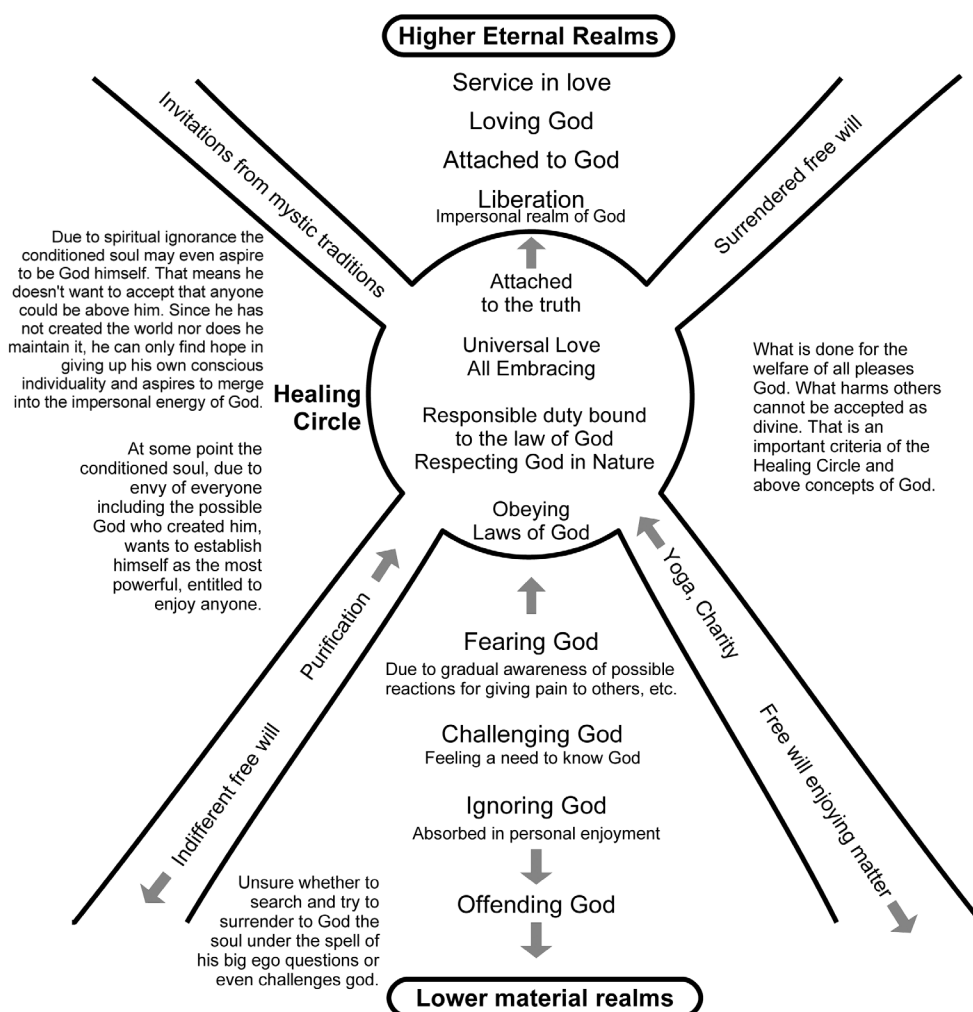 Higher Eternal Realms
Service in love
Loving God
Attached to God
Liberation
Impersonal realm of God
Invitations from mystic traditions
Surrendered free will
Due to spiritual ignorance the
conditioned soul may even aspire
to be God himself. That means he
doesn't want to accept that anyone
could be above him. Since he has
not created the world nor does he
maintain it, he can only find hope in
giving up his own conscious
individuality and aspires to merge
into the impersonal energy of God.
At some point the
conditioned soul, due to
envy of everyone
including the possible
God who created him,
wants to establish
himself as the most
powerful, entitled to
enjoy anyone.
Healing
Circle
Attached
to the truth
Universal Love
All Embracing
Responsible duty bound
to the law of God
Respecting God in Nature
Obeying
Laws of God
What is done for the
welfare of all pleases
God. What harms others
cannot be accepted as
divine. That is an
important criteria of the
Healing Circle and
above concepts of God.
Purification
Indifferent free will
Yoga, Charity
Free will enjoying matter
Fearing God
Due to gradual awareness of possible
reactions for giving pain to others, etc.
Challenging God
Feeling a need to know God
Ignoring God
Absorbed in personal enjoyment
Offending God
Unsure whether to
search and try to
surrender to God the
soul under the spell of
his big ego questions or
even challenges god.
Lower material realms